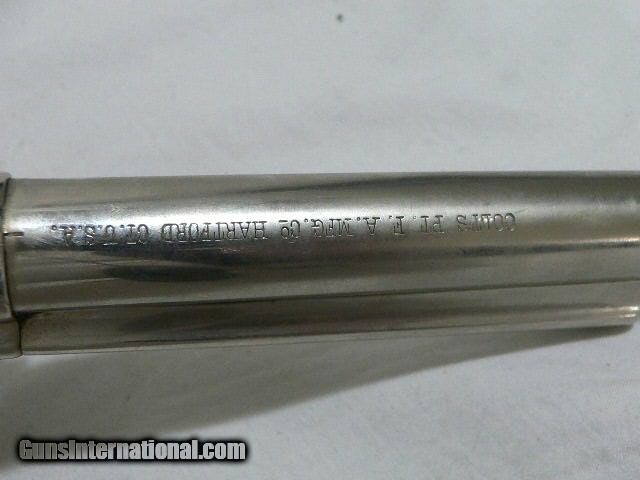 COLT'S PT. F. A. MFG. Co HARTFORD CT. U.S.A.
GunsInternational.com